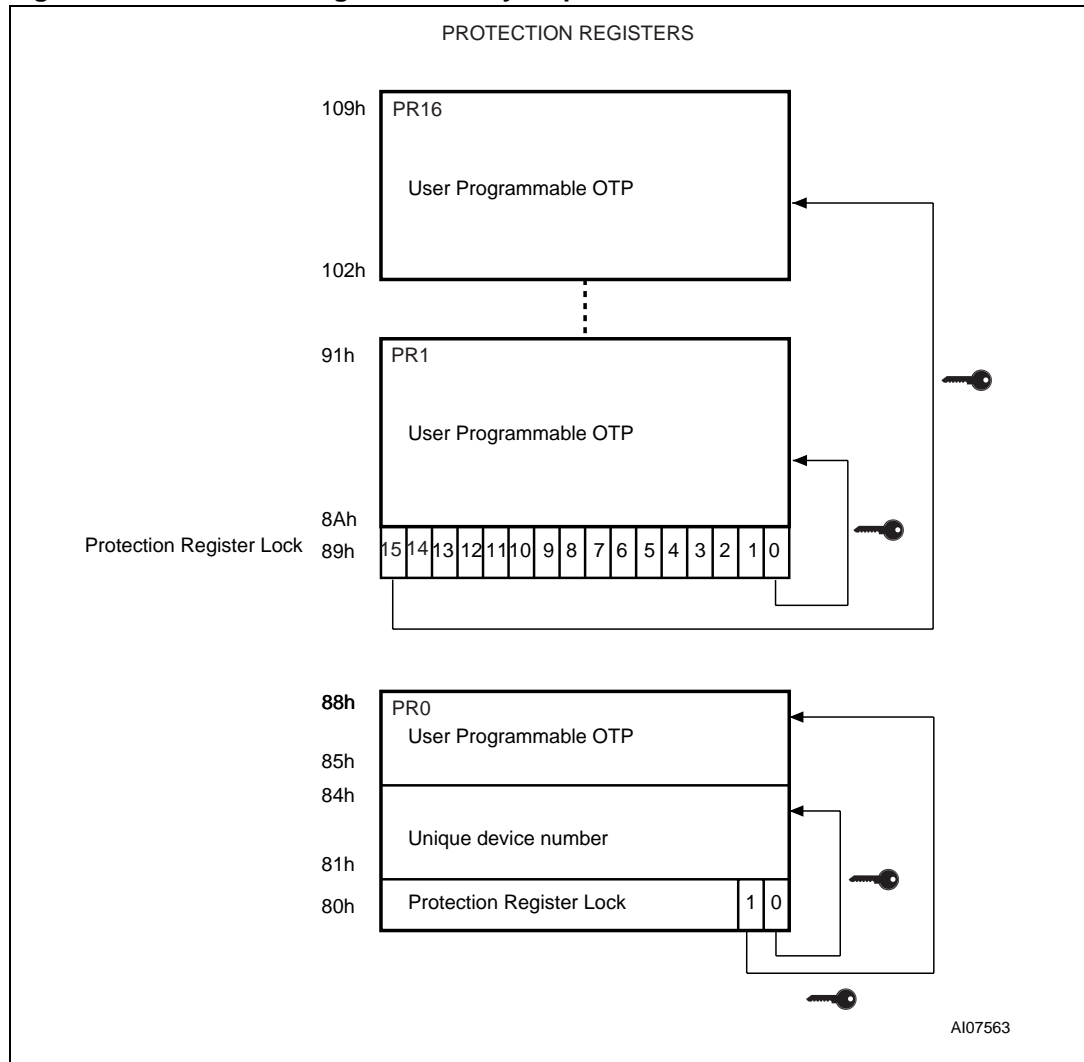 PROTECTION REGISTERS
109h
PR16
User Programmable OTP
102h
91h
PR1
User Programmable OTP
8Ah
Protection Register Lock 89h 15 14 13 12 11 10 9 8 7 6 5 4 3 2 1 0
88h
PR0
User Programmable OTP
85h
84h
Unique device number
81h
80h Protection Register Lock 1 0
AI07563